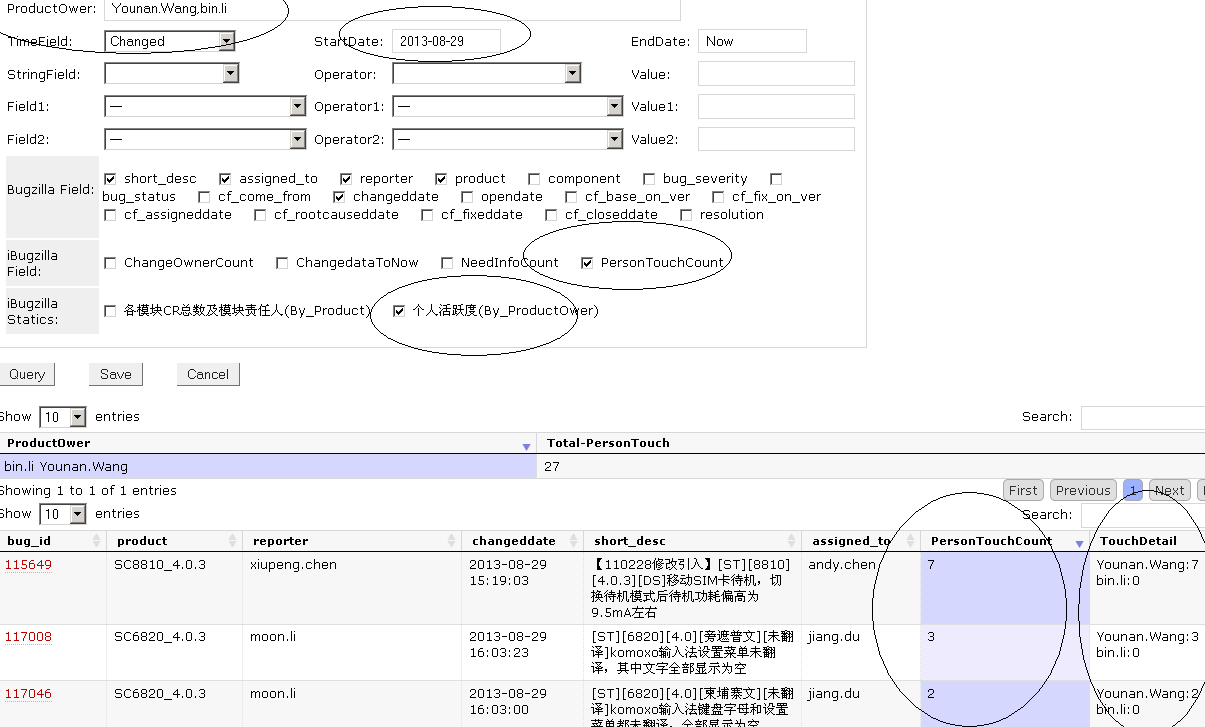 ProductOwer: Younan.Wang,bin.li
TimeField: Changed StartDate: 2013-08-29 EndDate: Now
StringField: Operator: Value:
Field1: — Operator1: — Value1:
Field2: — Operator2: — Value2:
Bugzilla Field: short_desc assigned_to reporter product component bug_severity
bug_status cf_come_from changeddate opendate cf_base_on_ver cf_fix_on_ver
cf_assigneddate cf_rootcauseddate cf_fixeddate cf_closeddate resolution
iBugzilla
Field: ChangeOwnerCount ChangedataToNow NeedInfoCount PersonTouchCount
iBugzilla
Statics: 各模块CR总数及模块责任人(By_Product) 个人活跃度(By_ProductOwer)
Query Save Cancel
Show 10 entries Search:
ProductOwer Total-PersonTouch
bin.li Younan.Wang 27
Showing 1 to 1 of 1 entries
First Previous 1 Next
Show 10 entries Search:
bug_id product reporter changeddate short_desc assigned_to PersonTouchCount TouchDetail
115649 SC8810_4.0.3 xiupeng.chen 2013-08-29 【110228修改引入】[ST][8810] andy.chen 7 Younan.Wang:7
15:19:03 [4.0.3][DS]移动SIM卡待机，切 bin.li:0
换待机模式后待机功耗偏高为
9.5mA左右
117008 SC6820_4.0.3 moon.li 2013-08-29 [ST][6820][4.0][旁遮普文][未翻 jiang.du 3 Younan.Wang:3
16:03:23 译]komoxo输入法设置菜单未翻 bin.li:0
译，其中文字全部显示为空
117046 SC6820_4.0.3 moon.li 2013-08-29 [ST][6820][4.0][柬埔寨文][未翻 jiang.du 2 Younan.Wang:2
16:03:00 译]komoxo输入法键盘字母和设置 bin.li:0
菜单都未翻译，全部显示为空